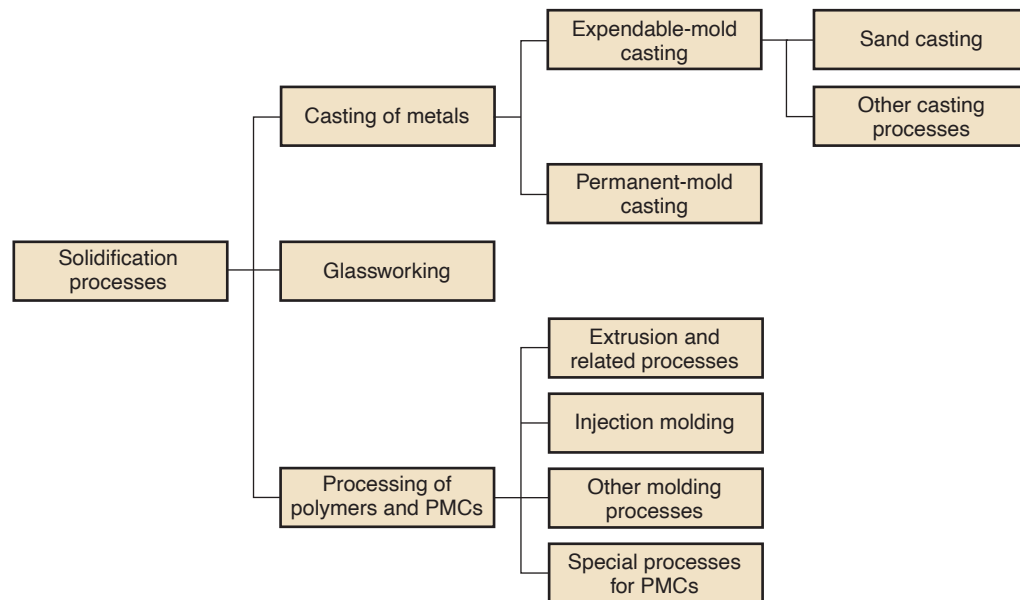 Expendable-mold
casting
Sand casting
Other casting
processes
Casting of metals
Permanent-mold
casting
Solidification
processes
Glassworking
Extrusion and
related processes
Injection molding
Processing of
polymers and PMCs
Other molding
processes
Special processes
for PMCs